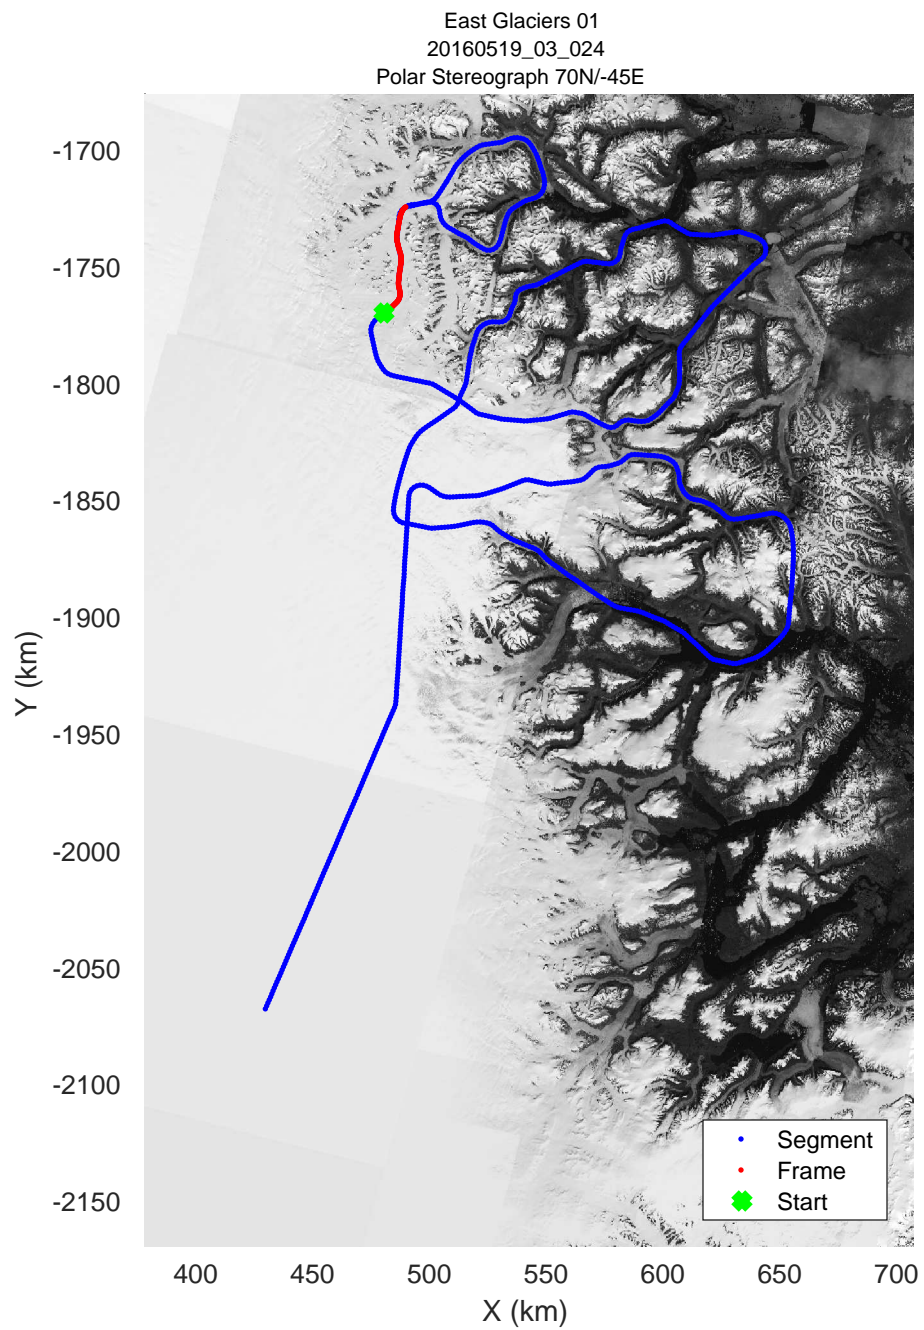 East Glaciers 01
20160519_03_024
Polar Stereograph 70N/-45E
-1700
-1750
-1800
-1850
-1900
-1950
-2000
-2050
-2100
-2150
Y (km)
Segment
Frame
Start
400 450 500 550 600 650 700
X (km)